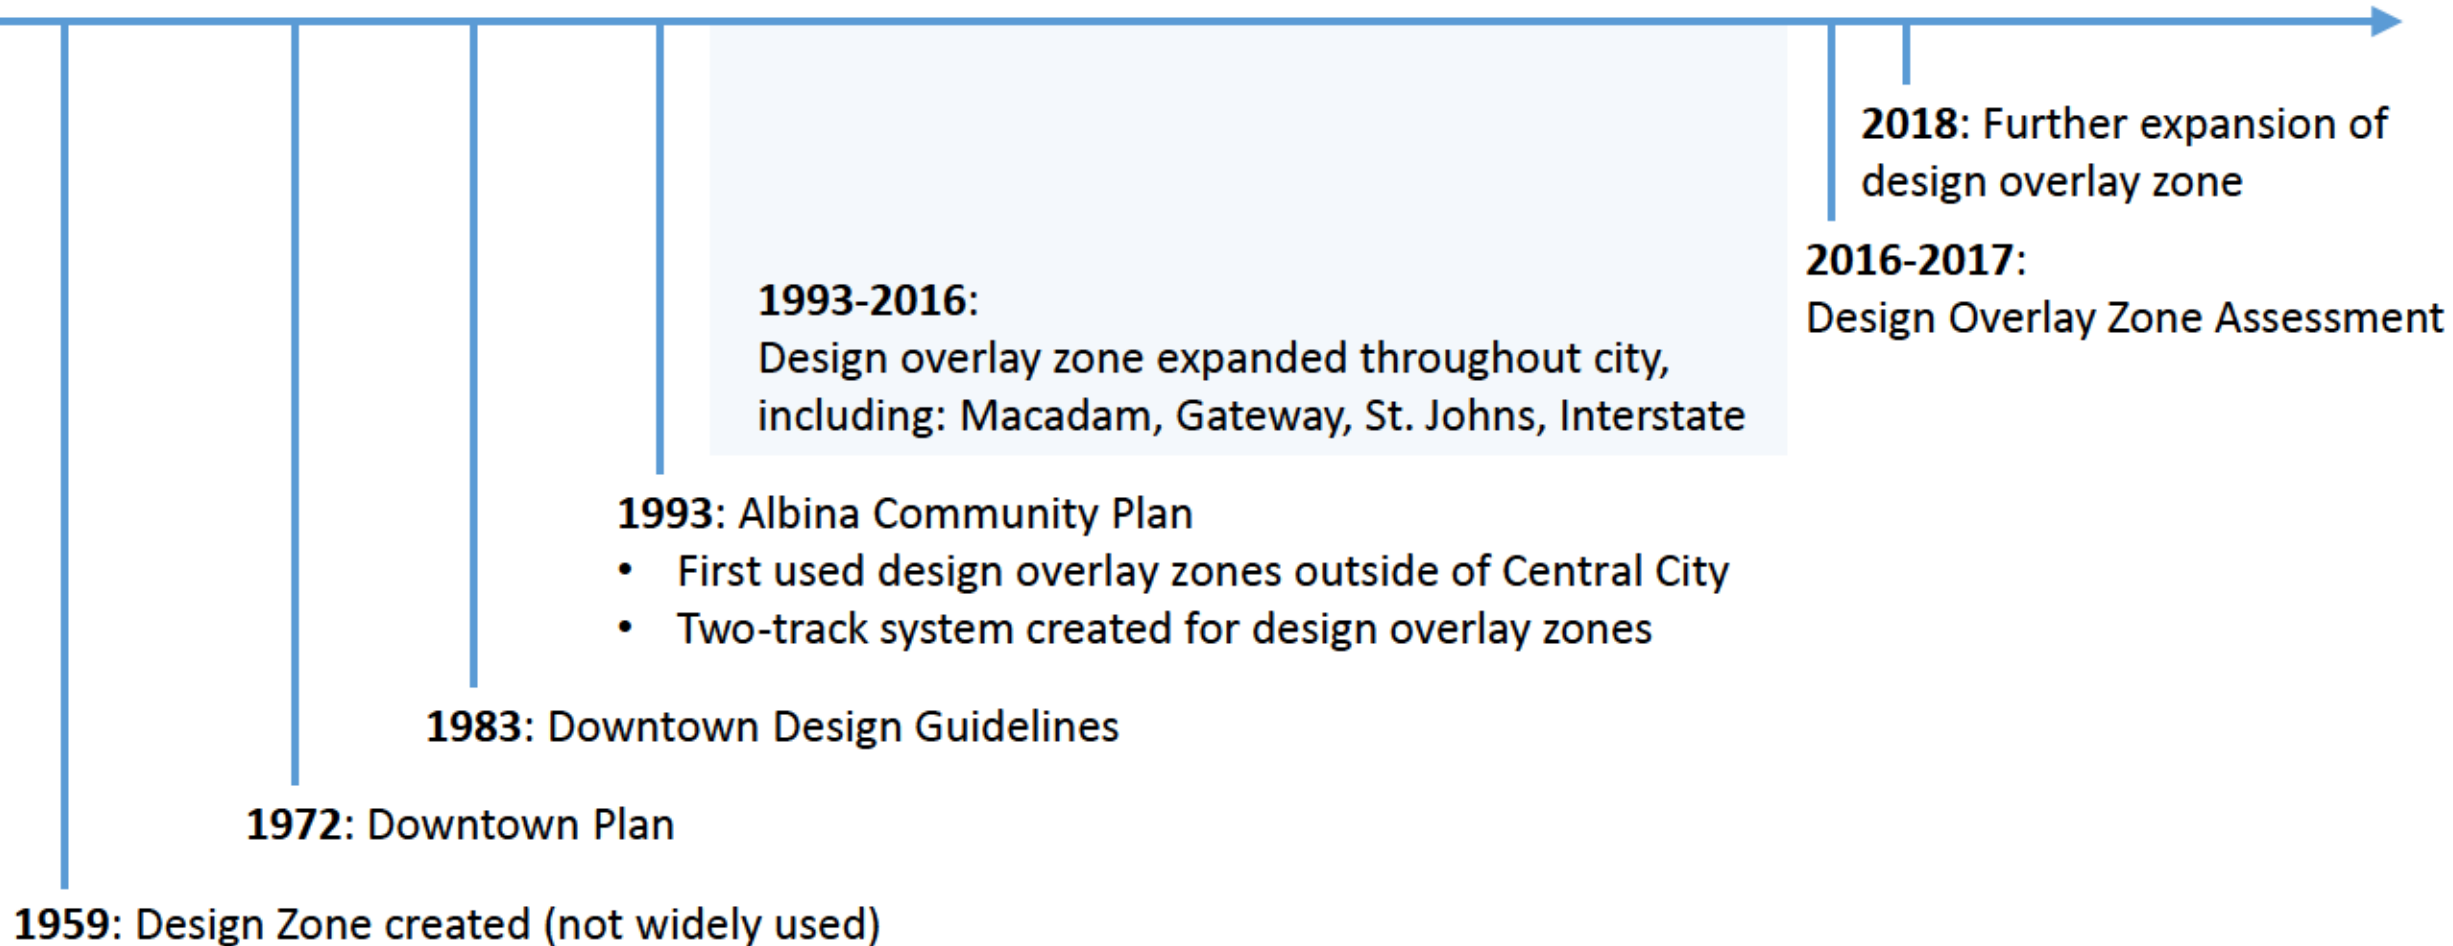 2018: Further expansion of
design overlay zone
2016-2017:
Design Overlay Zone Assessment
1993-2016:
Design overlay zone expanded throughout city,
including: Macadam, Gateway, St. Johns, Interstate
1993: Albina Community Plan
• First used design overlay zones outside of Central City
• Two-track system created for design overlay zones
1983: Downtown Design Guidelines
1972: Downtown Plan
1959: Design Zone created (not widely used)